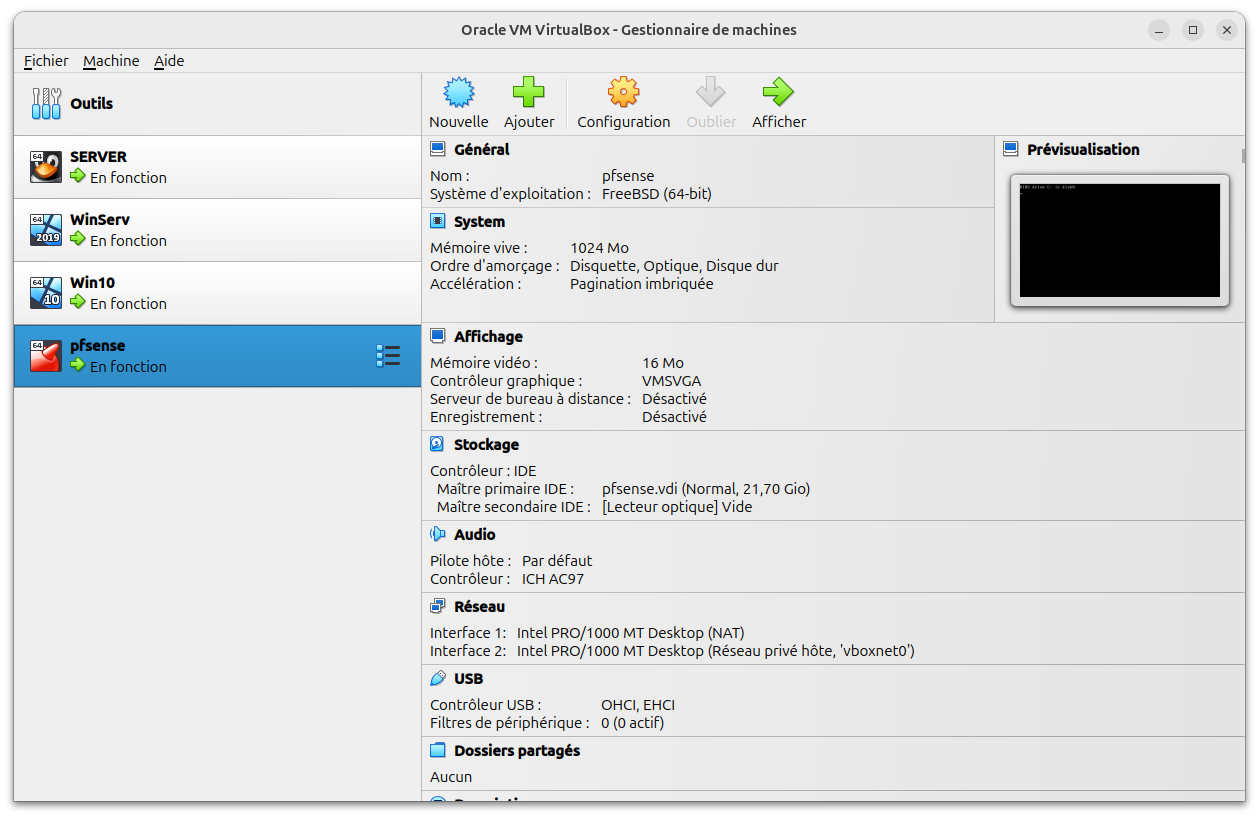 Oracle VM VirtualBox - Gestionnaire de machines
Fichier Machine Aide
Outils
Nouvelle Ajouter Configuration Oublier Afficher
64
SERVER
En fonction
64
2019
WinServ
En fonction
64
10
Win10
En fonction
64
pfsense
En fonction
Général
Nom : pfsense
Système d'exploitation : FreeBSD (64-bit)
Prévisualisation
System
Mémoire vive : 1024 Mo
Ordre d'amorçage : Disquette, Optique, Disque dur
Accélération : Pagination imbriquée
Affichage
Mémoire vidéo : 16 Mo
Contrôleur graphique : VMSVGA
Serveur de bureau à distance : Désactivé
Enregistrement : Désactivé
Stockage
Contrôleur : IDE
Maître primaire IDE : pfsense.vdi (Normal, 21,70 Gio)
Maître secondaire IDE : [Lecteur optique] Vide
Audio
Pilote hôte : Par défaut
Contrôleur : ICH AC97
Réseau
Interface 1: Intel PRO/1000 MT Desktop (NAT)
Interface 2: Intel PRO/1000 MT Desktop (Réseau privé hôte, 'vboxnet0')
USB
Contrôleur USB : OHCI, EHCI
Filtres de périphérique : 0 (0 actif)
Dossiers partagés
Aucun